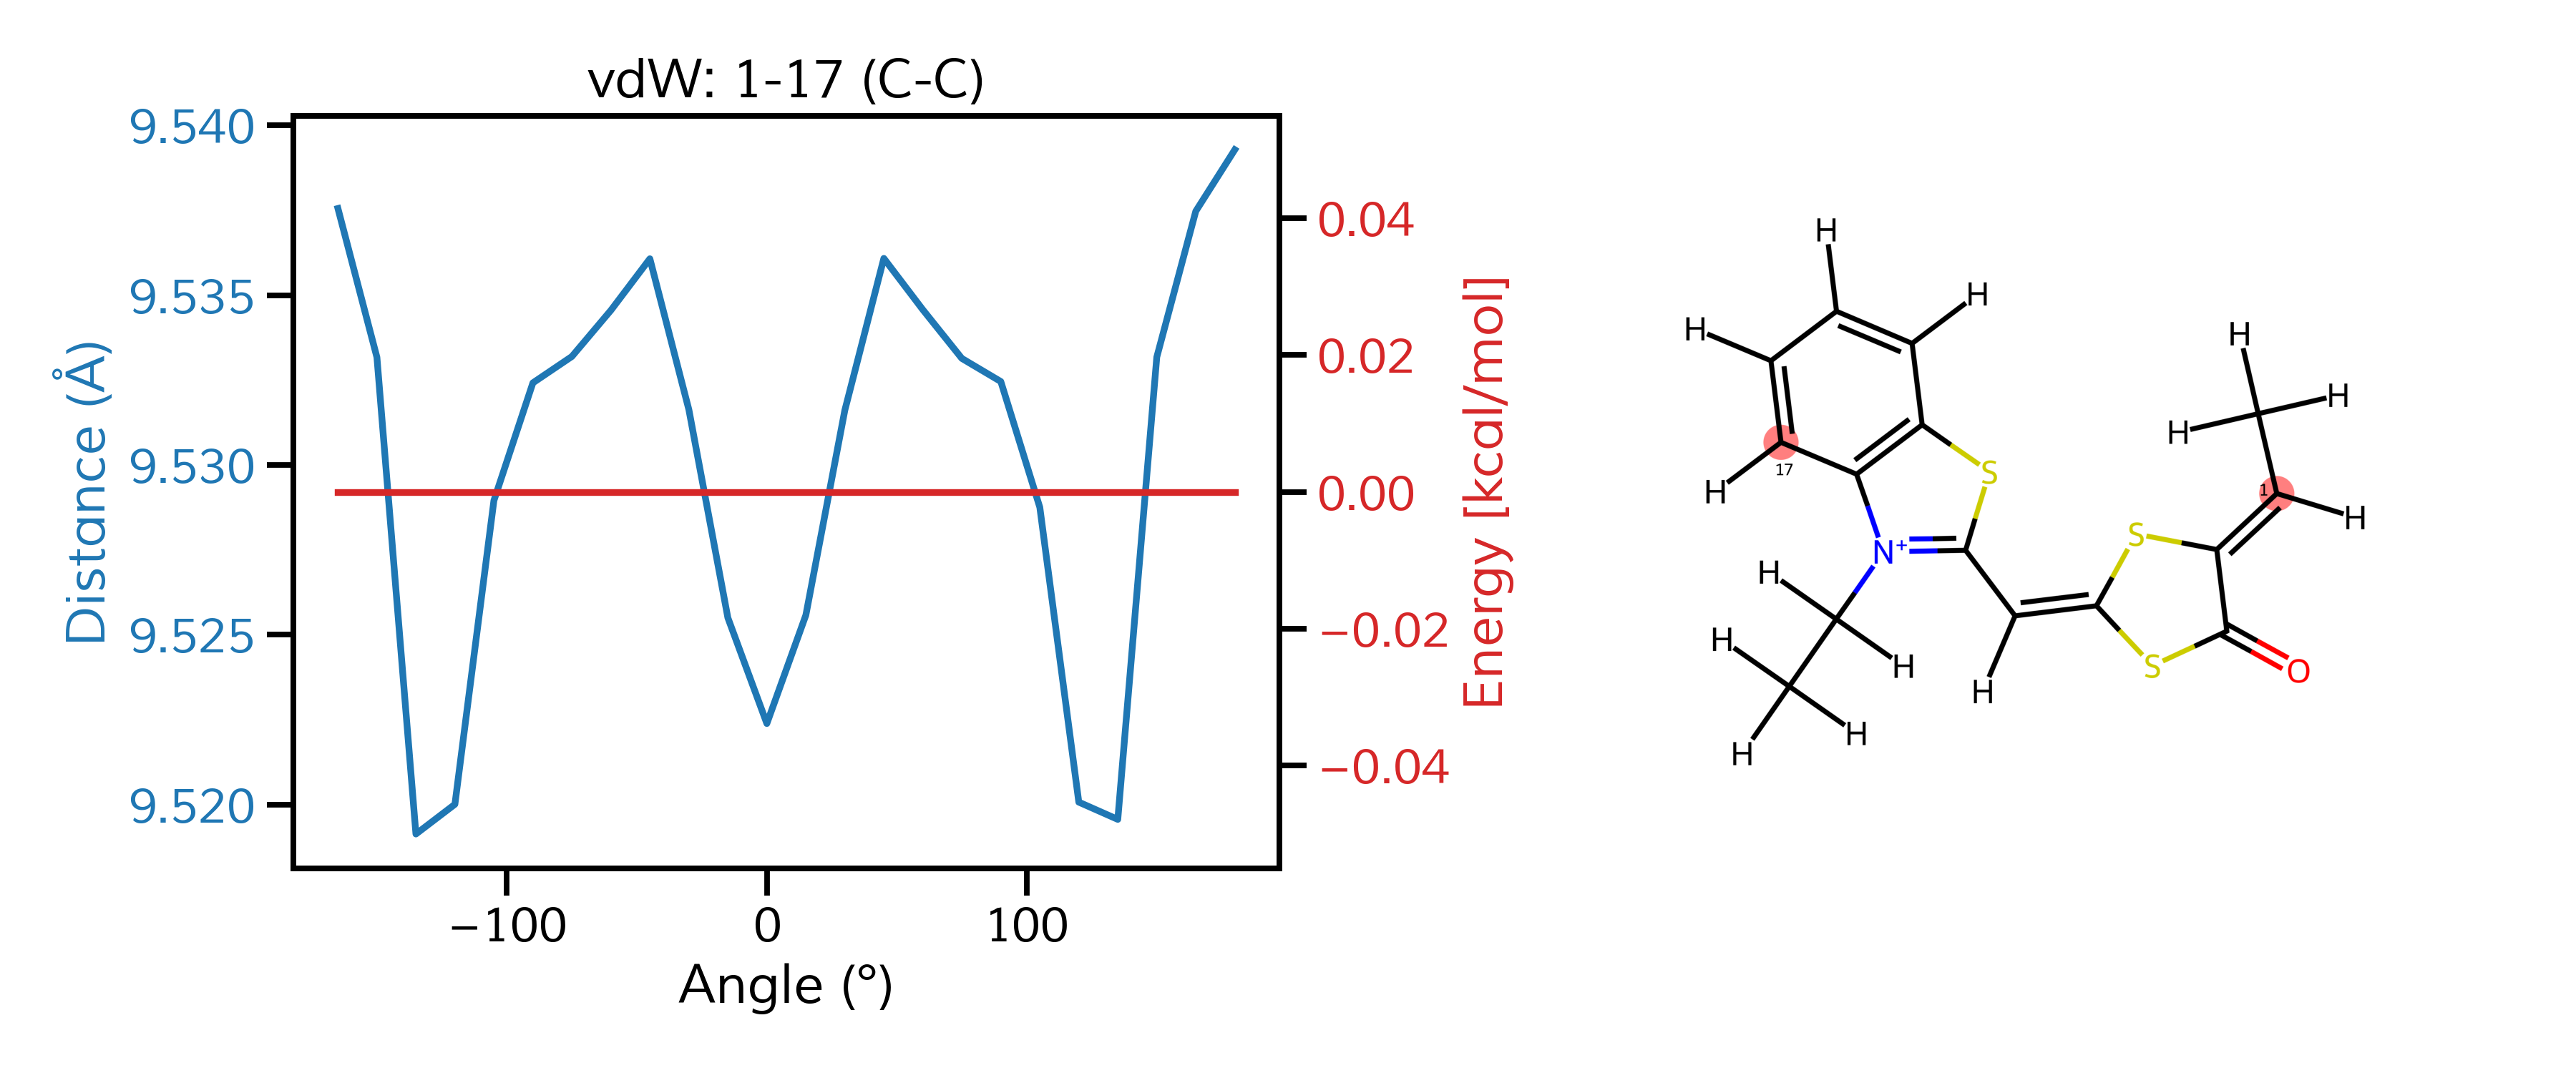 vdW: 1-17 (C-C)
9.540
9.535
9.530
9.525
9.520
Distance (Å)
0.04
0.02
0.00
−0.02
−0.04
Energy [kcal/mol]
−100 0 100
Angle (°)
H
H
H
H
H
H
H
S
17
H
1
H
S
N⁺
H
H
H
S
O
H
H
H